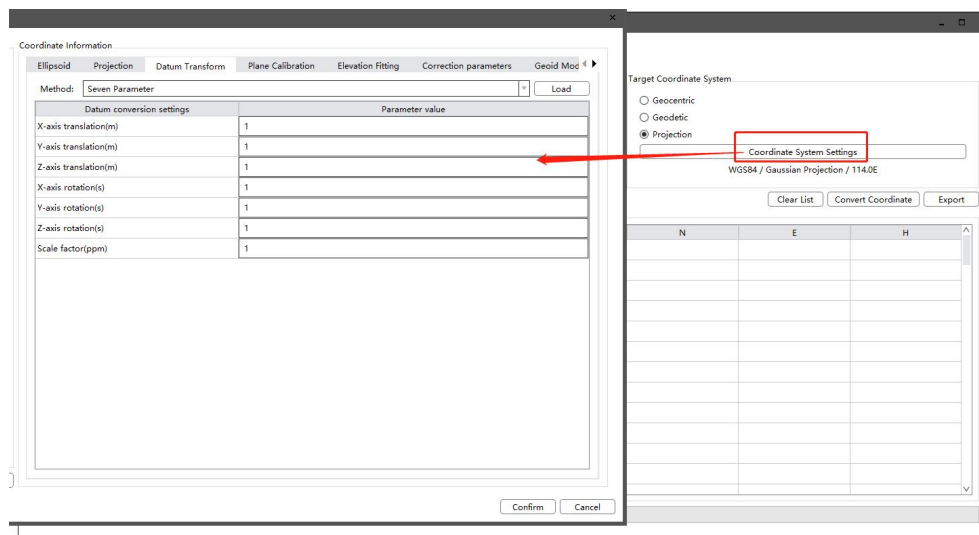 Coordinate Information
Ellipsoid Projection Datum Transform Plane Calibration Elevation Fitting Correction parameters Geoid Mod
Method: Seven Parameter Load
Datum conversion settings Parameter value
X-axis translation(m) 1
Y-axis translation(m) 1
Z-axis translation(m) 1
X-axis rotation(s) 1
Y-axis rotation(s) 1
Z-axis rotation(s) 1
Scale factor(ppm) 1
Confirm Cancel
Target Coordinate System
Geocentric
Geodetic
Projection
Coordinate System Settings
WGS84 / Gaussian Projection / 114.0E
Clear List Convert Coordinate Export
N E H